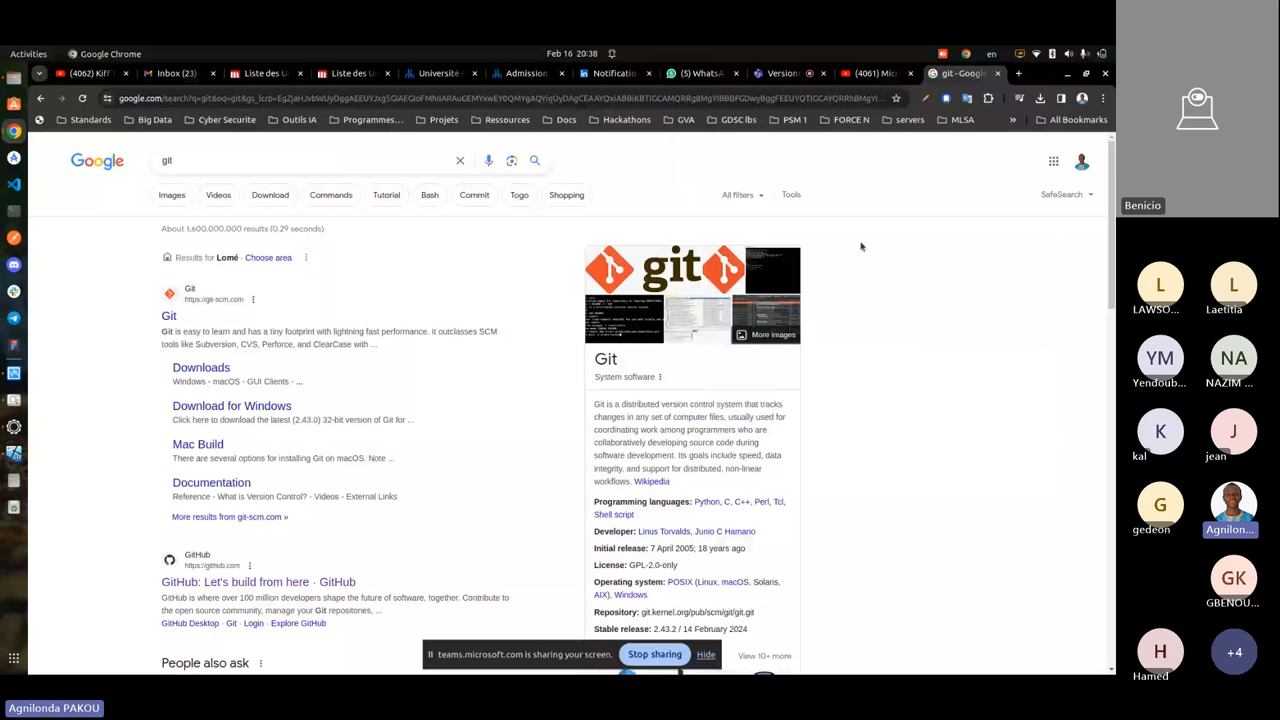 Activities
Google Chrome
Feb 16 20:38
en
(4062) Kiff
Inbox (23)
Liste des U
Liste des
Université
Admission
Notificatio
(5) WhatsA
Version
(4061) Mic
git - Google
google.com/search?q=git&oq=git&gs_lcrp=
Standards
Big Data
Cyber Securite
Outils IA
Programmes...
Projets
Ressources
Docs
Hackathons
GVA
GDSC lbs
PSM 1
FORCE N
servers
MLSA
»
All Bookmarks
Google
git
Images
Videos
Download
Commands
Tutorial
Bash
Commit
Togo
Shopping
All filters
Tools
SafeSearch
About 1,600,000,000 results (0.29 seconds)
Results for Lomé · Choose area
Git
https://git-scm.com
Git
Git is easy to learn and has a tiny footprint with lightning fast performance. It outclasses SCM
tools like Subversion, CVS, Perforce, and ClearCase with ...
Downloads
Windows - macOS - GUI Clients - ...
Download for Windows
Click here to download the latest (2.43.0) 32-bit version of Git for ...
Mac Build
There are several options for installing Git on macOS. Note ...
Documentation
Reference - What is Version Control? - Videos - External Links
More results from git-scm.com »
GitHub
https://github.com
GitHub: Let's build from here · GitHub
GitHub is where over 100 million developers shape the future of software, together. Contribute to
the open source community, manage your Git repositories, ...
GitHub Desktop · Git · Login · Explore GitHub
People also ask
git
More images
Git
System software
Git is a distributed version control system that tracks
changes in any set of computer files, usually used for
coordinating work among programmers who are
collaboratively developing source code during
software development. Its goals include speed, data
integrity, and support for distributed, non-linear
workflows. Wikipedia
Programming languages: Python, C, C++, Perl, Tcl,
Shell script
Developer: Linus Torvalds, Junio C Hamano
Initial release: 7 April 2005; 18 years ago
License: GPL-2.0-only
Operating system: POSIX (Linux, macOS, Solaris,
AIX), Windows
Repository: git.kernel.org/pub/scm/git/git.git
Stable release: 2.43.2 / 14 February 2024
View 10+ more
teams.microsoft.com is sharing your screen.
Stop sharing
Hide
Benicio
L
LAWSO...
L
Laetitia
YM
Yendoub...
NA
NAZIM ...
K
kal
J
jean
G
gedeon
Agnilon...
GK
GBENOU...
H
Hamed
+4
Agnilonda PAKOU